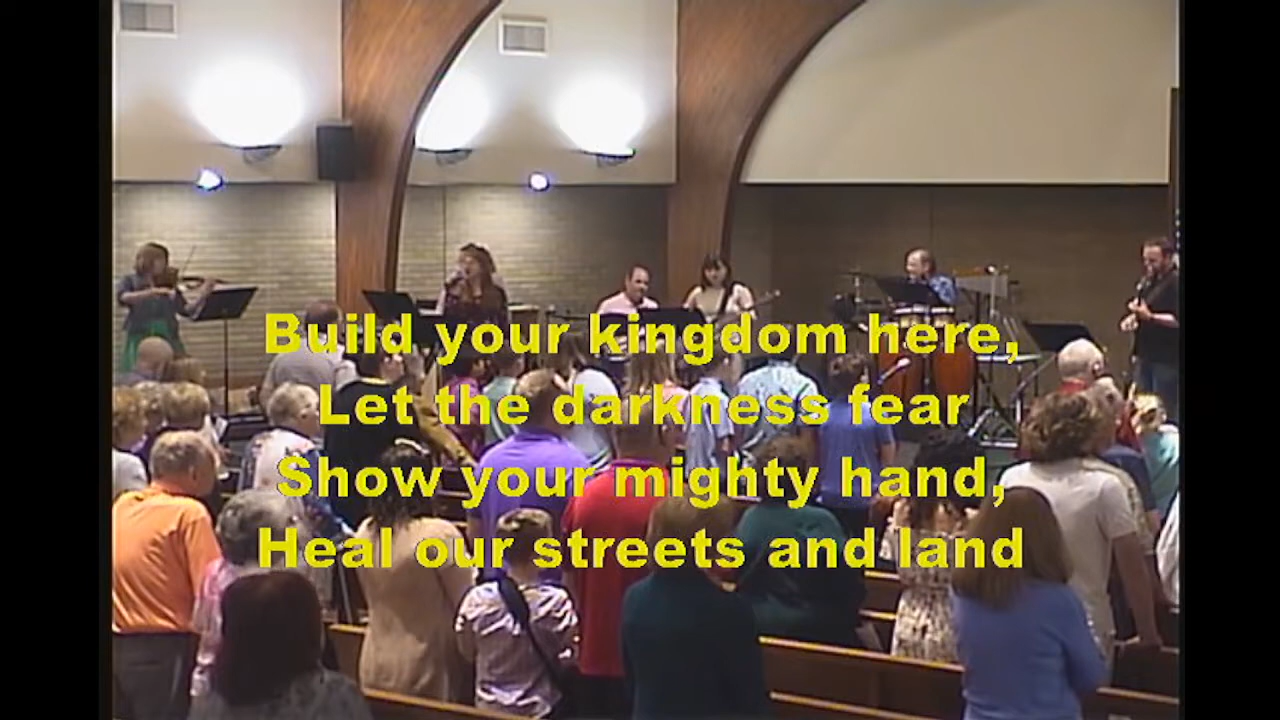 Build your kingdom here,
Let the darkness fear
Show your mighty hand,
Heal our streets and land